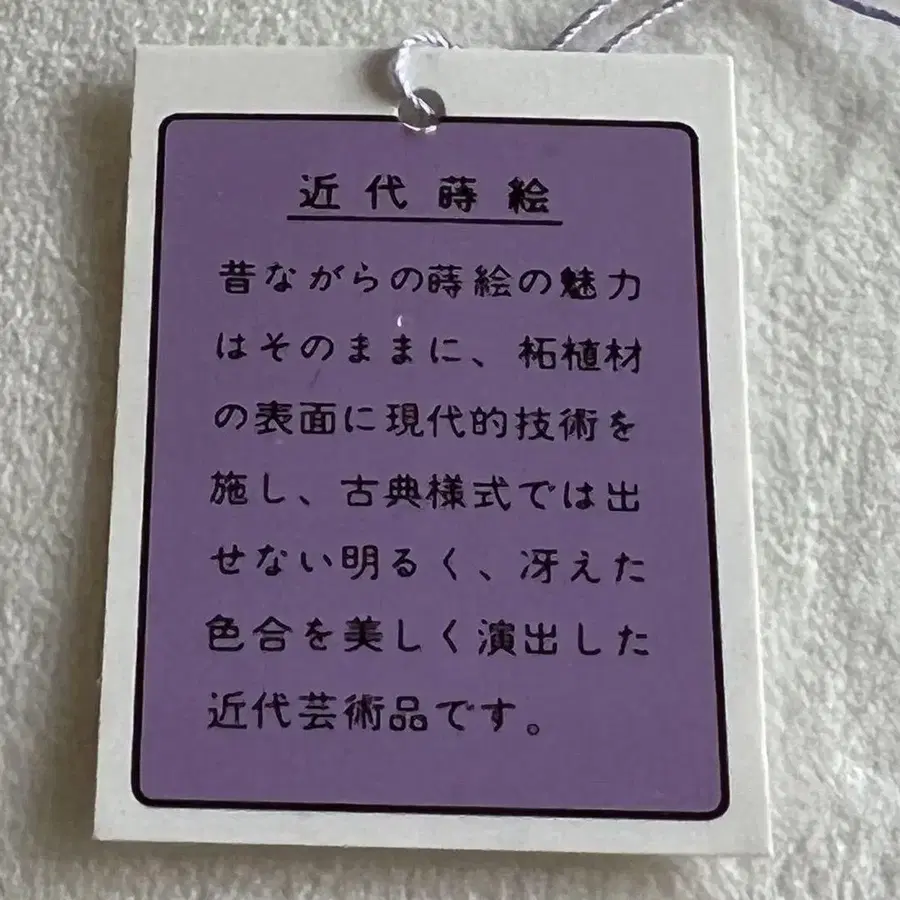 近代蒔絵
昔ながらの蒔絵の魅力
はそのままに、柘植材
の表面に現代的技術を
施し、古典様式では出
せない明るく、冴えた
色合を美しく演出した
近代芸術品です。